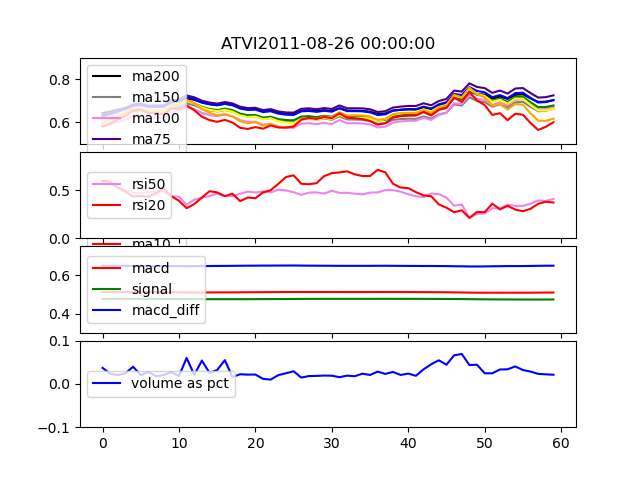 ATVI2011-08-26 00:00:00
0.8
0.6
ma200
ma150
ma100
ma75
0.5
0.0
rsi50
rsi20
ma10
0.6
0.4
macd
signal
macd_diff
0.1
0.0
−0.1
volume as pct
0 10 20 30 40 50 60